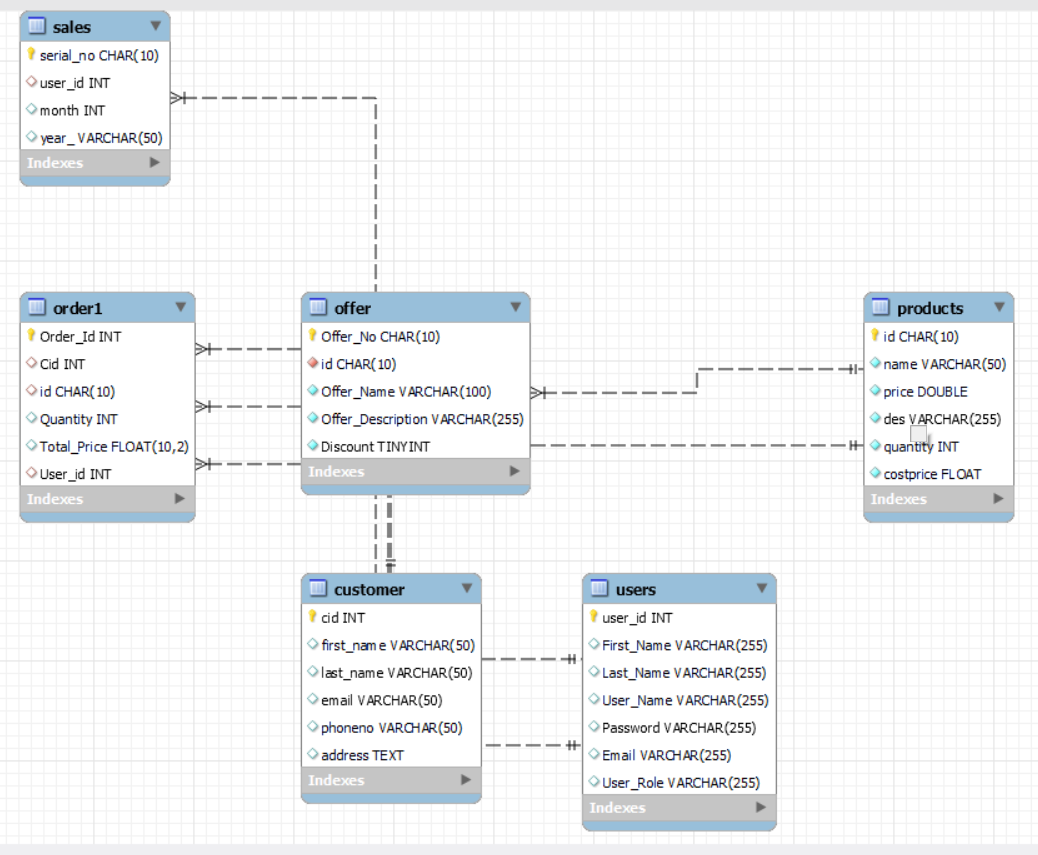 sales
serial_no CHAR(10)
user_id INT
month INT
year_ VARCHAR(50)
Indexes
order1
Order_Id INT
Cid INT
id CHAR(10)
Quantity INT
Total_Price FLOAT(10,2)
User_id INT
Indexes
offer
Offer_No CHAR(10)
id CHAR(10)
Offer_Name VARCHAR(100)
Offer_Description VARCHAR(255)
Discount TINYINT
Indexes
products
id CHAR(10)
name VARCHAR(50)
price DOUBLE
des VARCHAR(255)
quantity INT
costprice FLOAT
Indexes
customer
cid INT
first_name VARCHAR(50)
last_name VARCHAR(50)
email VARCHAR(50)
phoneno VARCHAR(50)
address TEXT
Indexes
users
user_id INT
First_Name VARCHAR(255)
Last_Name VARCHAR(255)
User_Name VARCHAR(255)
Password VARCHAR(255)
Email VARCHAR(255)
User_Role VARCHAR(255)
Indexes